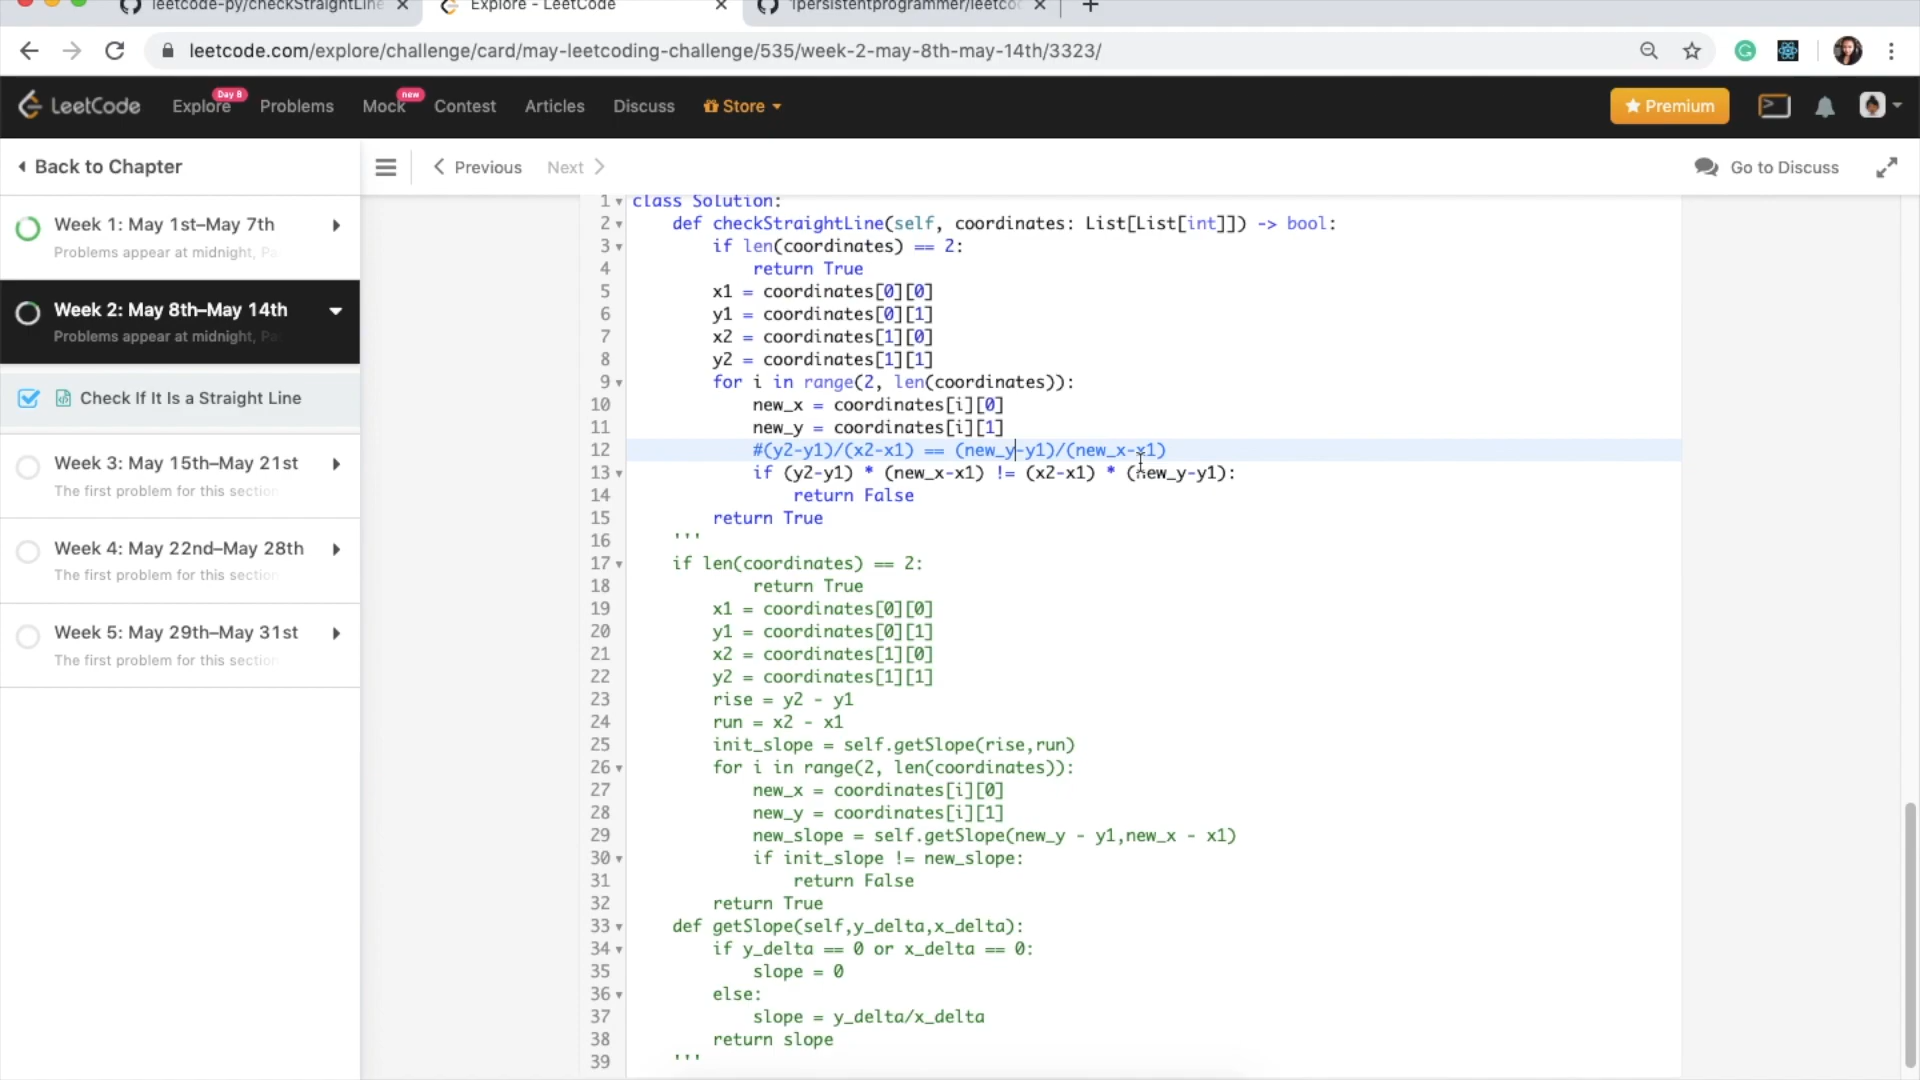 leetcode-py/checkStraightLine
Explore - LeetCode
1persistentprogrammer/leetco
leetcode.com/explore/challenge/card/may-leetcoding-challenge/535/week-2-may-8th-may-14th/3323/
LeetCode
Explore
Day 8
Problems
Mock
new
Contest
Articles
Discuss
Store
Premium
Back to Chapter
Previous
Next
Go to Discuss
Week 1: May 1st–May 7th
Problems appear at midnight, Pa
Week 2: May 8th–May 14th
Problems appear at midnight, Pa
Check If It Is a Straight Line
Week 3: May 15th–May 21st
The first problem for this section
Week 4: May 22nd–May 28th
The first problem for this section
Week 5: May 29th–May 31st
The first problem for this section
1 class Solution:
2     def checkStraightLine(self, coordinates: List[List[int]]) -> bool:
3         if len(coordinates) == 2:
4             return True
5         x1 = coordinates[0][0]
6         y1 = coordinates[0][1]
7         x2 = coordinates[1][0]
8         y2 = coordinates[1][1]
9         for i in range(2, len(coordinates)):
10             new_x = coordinates[i][0]
11             new_y = coordinates[i][1]
12             #(y2-y1)/(x2-x1) == (new_y-y1)/(new_x-x1)
13             if (y2-y1) * (new_x-x1) != (x2-x1) * (new_y-y1):
14                 return False
15         return True
16     '''
17     if len(coordinates) == 2:
18             return True
19         x1 = coordinates[0][0]
20         y1 = coordinates[0][1]
21         x2 = coordinates[1][0]
22         y2 = coordinates[1][1]
23         rise = y2 - y1
24         run = x2 - x1
25         init_slope = self.getSlope(rise,run)
26         for i in range(2, len(coordinates)):
27             new_x = coordinates[i][0]
28             new_y = coordinates[i][1]
29             new_slope = self.getSlope(new_y - y1,new_x - x1)
30             if init_slope != new_slope:
31                 return False
32         return True
33     def getSlope(self,y_delta,x_delta):
34         if y_delta == 0 or x_delta == 0:
35             slope = 0
36         else:
37             slope = y_delta/x_delta
38         return slope
39     '''